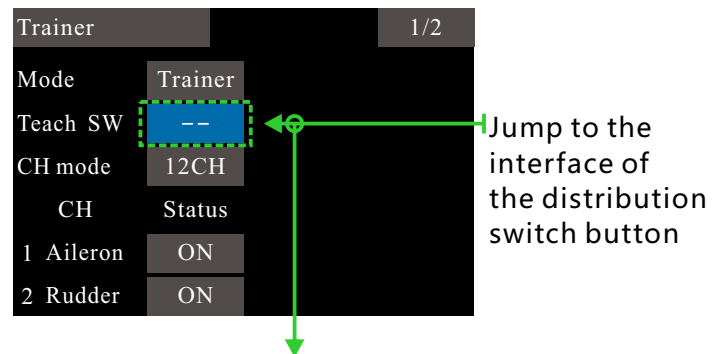 Trainer 1/2
Mode Trainer
Teach SW --
CH mode 12CH
CH Status
1 Aileron ON
2 Rudder ON
Jump to the
interface of
the distribution
switch button